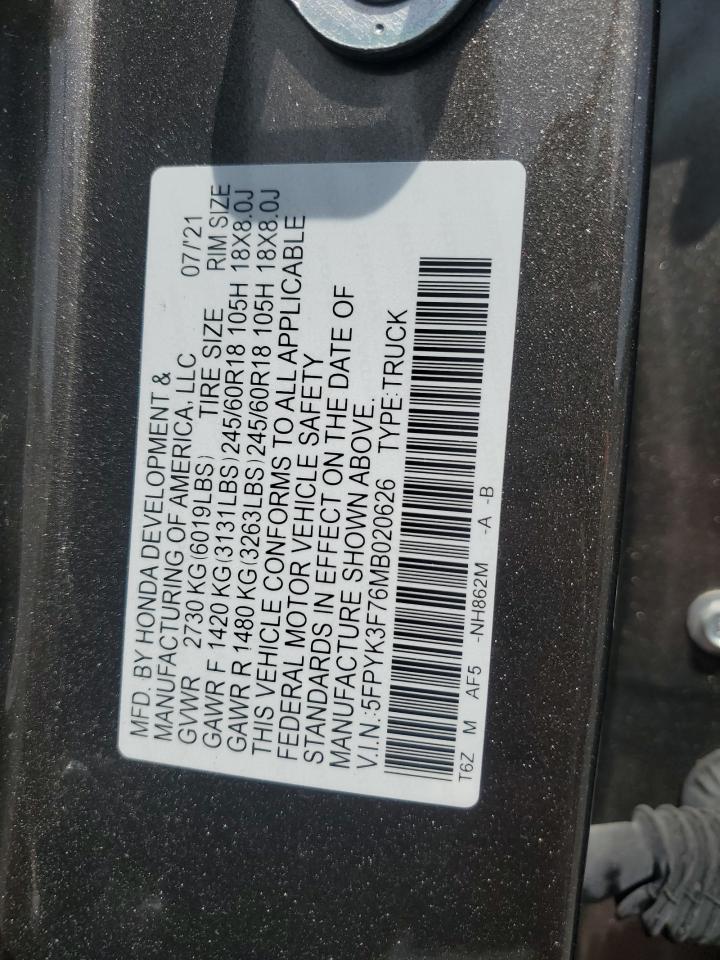 MFD. BY HONDA DEVELOPMENT &
MANUFACTURING OF AMERICA, LLC 07/'21
GVWR 2730 KG(6019LBS) TIRE SIZE RIM SIZE
GAWR F 1420 KG(3131LBS)245/60R18 105H 18X8.0J
GAWR R 1480 KG(3263LBS)245/60R18 105H 18X8.0J
THIS VEHICLE CONFORMS TO ALL APPLICABLE
FEDERAL MOTOR VEHICLE SAFETY
STANDARDS IN EFFECT ON THE DATE OF
MANUFACTURE SHOWN ABOVE.
V.I.N.:5FPYK3F76MB020626 TYPE:TRUCK
T6Z M AF5 -NH862M -A -B